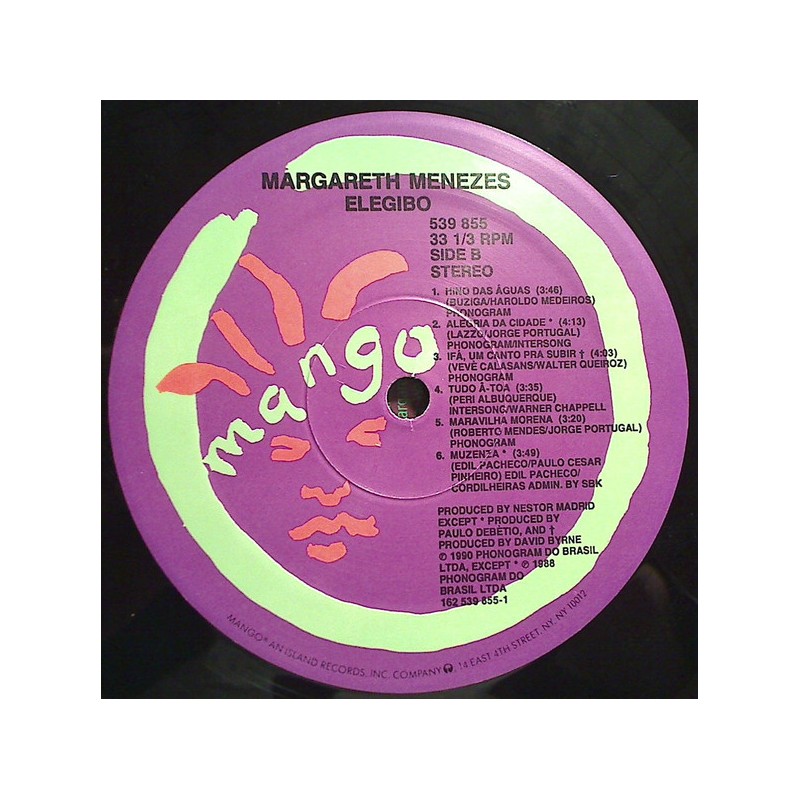 MARGARETH MENEZES
ELEGIBO
539 855
33 1/3 RPM
SIDE B
STEREO
1. HINO DAS ÁGUAS (3:46)
(BUZIGA/HAROLDO MEDEIROS)
PHONOGRAM
2. ALEGRIA DA CIDADE * (4:13)
(LAZZO/JORGE PORTUGAL)
PHONOGRAM/INTERSONG
3. IFÁ, UM CANTO PRA SUBIR † (4:03)
(VEVÉ CALASANS/WALTER QUEIROZ)
PHONOGRAM
4. TUDO À-TOA (3:35)
(PERI ALBUQUERQUE)
INTERSONG/WARNER CHAPPELL
5. MARAVILHA MORENA (3:20)
(ROBERTO MENDES/JORGE PORTUGAL)
PHONOGRAM
6. MUZENZA * (3:49)
(EDIL PACHECO/PAULO CESAR
PINHEIRO) EDIL PACHECO/
CORDILHEIRAS ADMIN. BY SBK
mango
PRODUCED BY NESTOR MADRID
EXCEPT * PRODUCED BY
PAULO DEBÉTIO, AND †
PRODUCED BY DAVID BYRNE
℗ 1990 PHONOGRAM DO BRASIL
LTDA, EXCEPT * ℗ 1988
PHONOGRAM DO
BRASIL LTDA
162 539 855-1
MANGO® AN ISLAND RECORDS, INC. COMPANY, 14 EAST 4TH STREET, NY, NY 10012